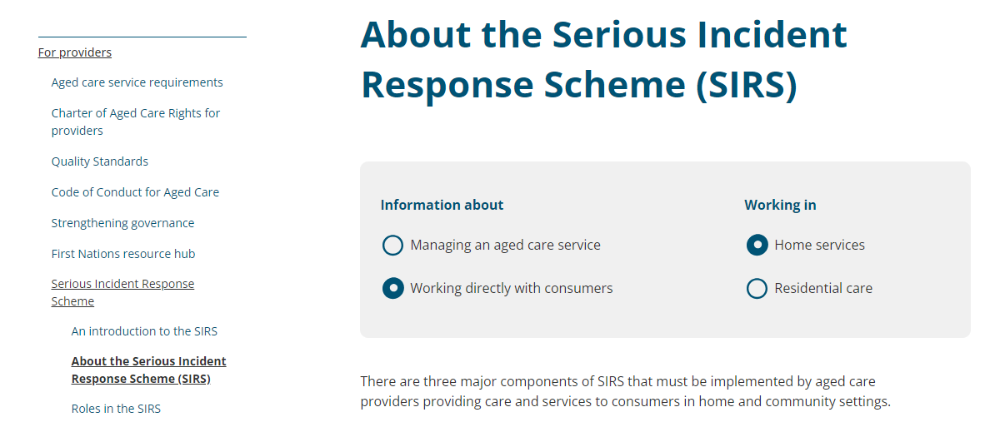 For providers
Aged care service requirements
Charter of Aged Care Rights for
providers
Quality Standards
Code of Conduct for Aged Care
Strengthening governance
First Nations resource hub
Serious Incident Response
Scheme
An introduction to the SIRS
About the Serious Incident
Response Scheme (SIRS)
Roles in the SIRS
About the Serious Incident
Response Scheme (SIRS)
Information about
Managing an aged care service
Working directly with consumers
Working in
Home services
Residential care
There are three major components of SIRS that must be implemented by aged care
providers providing care and services to consumers in home and community settings.